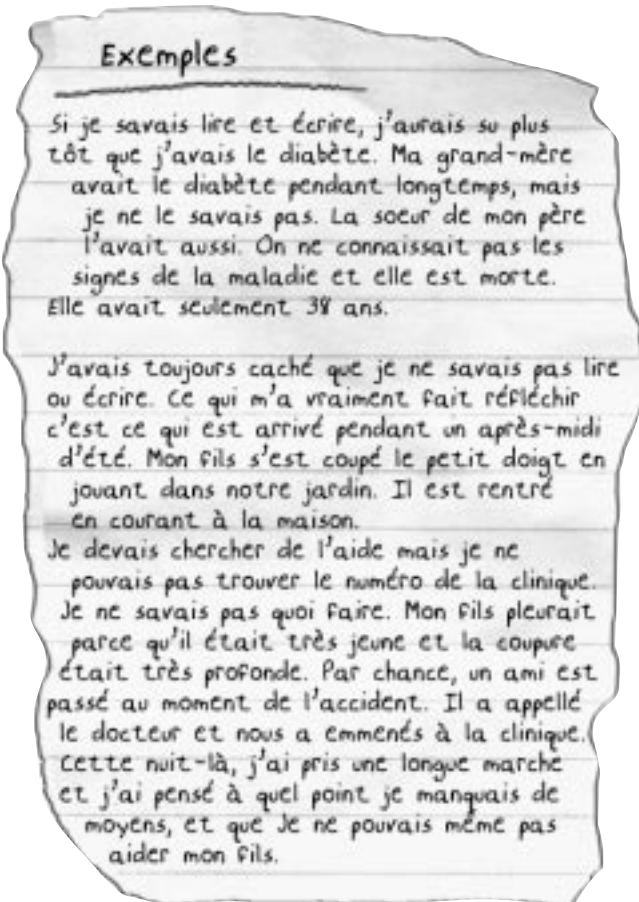 Exemples
Si je savais lire et écrire, j'aurais su plus
tôt que j'avais le diabète. Ma grand-mère
avait le diabète pendant longtemps, mais
je ne le savais pas. La soeur de mon père
l'avait aussi. On ne connaissait pas les
signes de la maladie et elle est morte.
Elle avait seulement 38 ans.
J'avais toujours caché que je ne savais pas lire
ou écrire. Ce qui m'a vraiment fait réfléchir
c'est ce qui est arrivé pendant un après-midi
d'été. Mon fils s'est coupé le petit doigt en
jouant dans notre jardin. Il est rentré
en courant à la maison.
Je devais chercher de l'aide mais je ne
pouvais pas trouver le numéro de la clinique.
Je ne savais pas quoi faire. Mon fils pleurait
parce qu'il était très jeune et la coupure
était très profonde. Par chance, un ami est
passé au moment de l'accident. Il a appellé
le docteur et nous a emmenés à la clinique.
Cette nuit-là, j'ai pris une longue marche
et j'ai pensé à quel point je manquais de
moyens, et que Je ne pouvais même pas
aider mon fils.